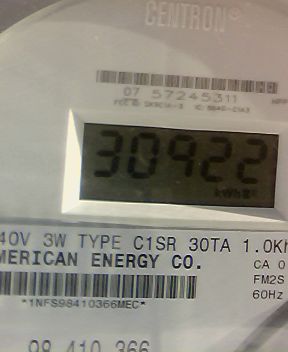 CENTRON®
07 57245311
30922
kWh
40V 3W TYPE C1SR 30TA 1.0Kh
MERICAN ENERGY CO.
CA 0
FM2S
60Hz
*1NFS98410366MEC*
98 410 366